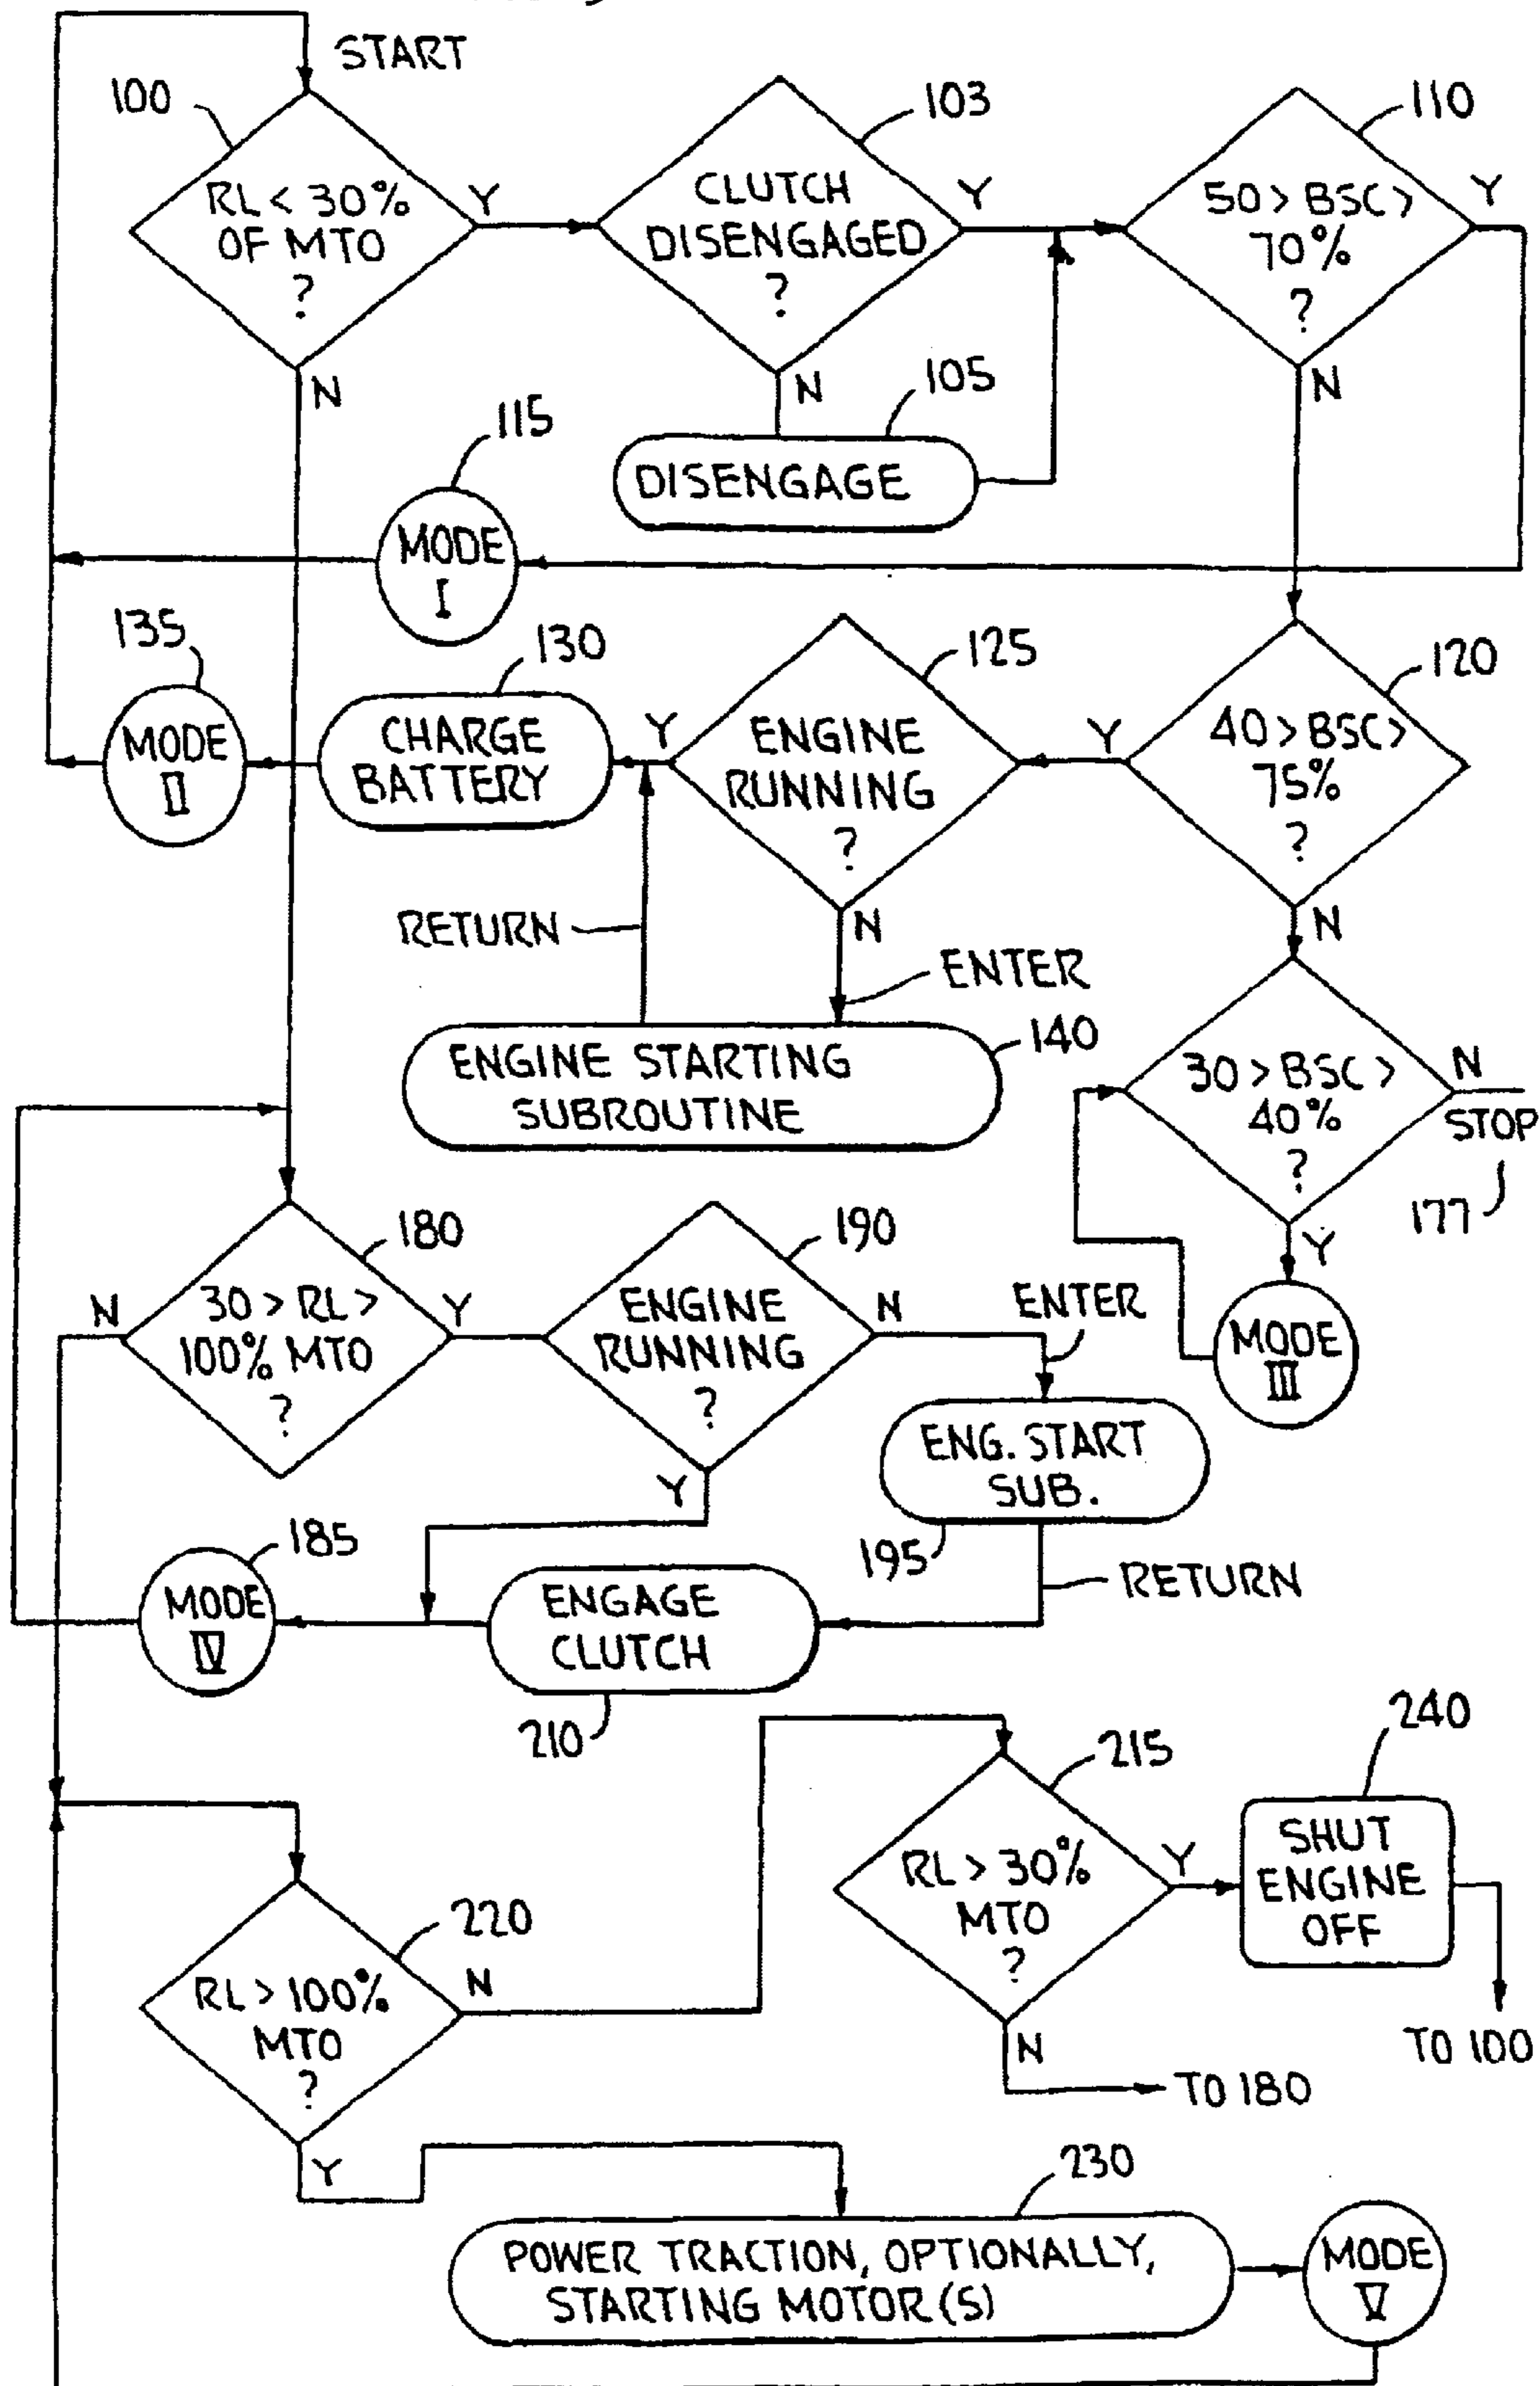 START
100
RL < 30%
OF MTO
?
Y
N
103
CLUTCH
DISENGAGED
?
Y
N
110
50 > BSC >
70%
?
Y
N
105
DISENGAGE
115
MODE
I
135
MODE
II
130
CHARGE
BATTERY
Y
125
ENGINE
RUNNING
?
N
Y
120
40 > BSC >
75%
?
N
RETURN
ENTER
140
ENGINE STARTING
SUBROUTINE
30 > BSC >
40%
?
N
STOP
177
Y
MODE
III
180
30 > RL >
100% MTO
?
N
Y
190
ENGINE
RUNNING
?
N
Y
ENTER
ENG. START
SUB.
195
RETURN
185
MODE
IV
ENGAGE
CLUTCH
210
215
RL > 30%
MTO
?
Y
N
TO 180
240
SHUT
ENGINE
OFF
TO 100
220
RL > 100%
MTO
?
N
Y
230
POWER TRACTION, OPTIONALLY,
STARTING MOTOR(S)
MODE
V